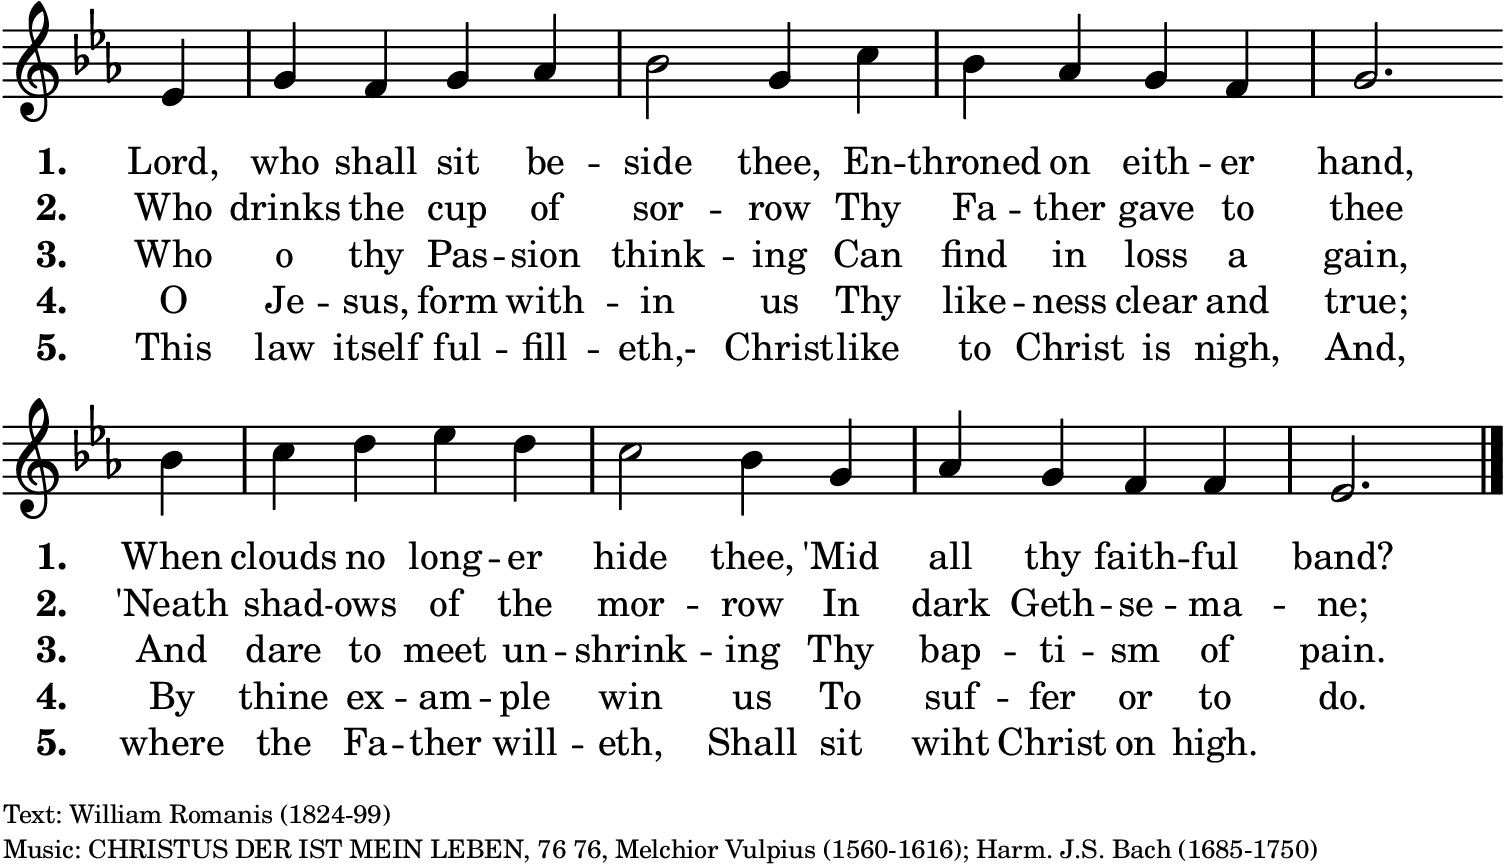 1. Lord, who shall sit be -- side thee, En -- throned on eith -- er hand,
2. Who drinks the cup of sor -- row Thy Fa -- ther gave to thee
3. Who o thy Pas -- sion think -- ing Can find in loss a gain,
4. O Je -- sus, form with -- in us Thy like -- ness clear and true;
5. This law itself ful -- fill -- eth,- Christlike to Christ is nigh, And,
1. When clouds no long -- er hide thee, 'Mid all thy faith -- ful band?
2. 'Neath shad -- ows of the mor -- row In dark Geth -- se -- ma -- ne;
3. And dare to meet un -- shrink -- ing Thy bap -- ti -- sm of pain.
4. By thine ex -- am -- ple win us To suf -- fer or to do.
5. where the Fa -- ther will -- eth, Shall sit wiht Christ on high.
Text: William Romanis (1824-99)
Music: CHRISTUS DER IST MEIN LEBEN, 76 76, Melchior Vulpius (1560-1616); Harm. J.S. Bach (1685-1750)